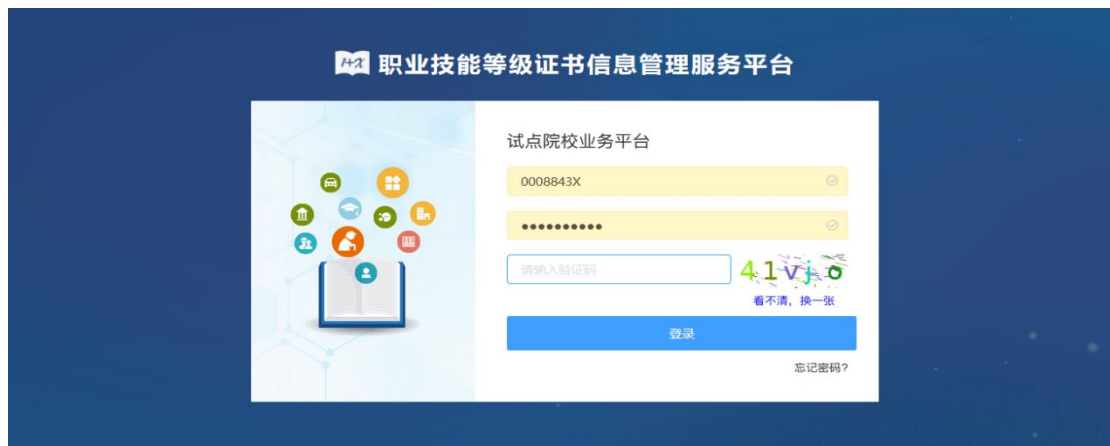 1+X 职业技能等级证书信息管理服务平台
试点院校业务平台
0008843X
••••••••••
请输入验证码
41vjo
看不清，换一张
登录
忘记密码?